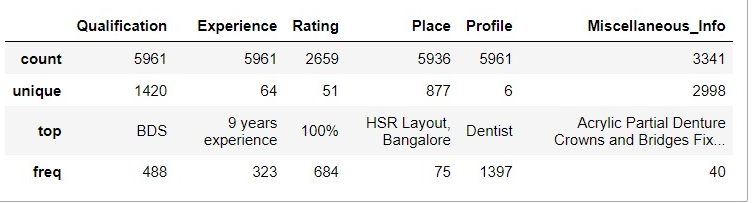 Qualification Experience Rating Place Profile Miscellaneous_Info
count 5961 5961 2659 5936 5961 3341
unique 1420 64 51 877 6 2998
top BDS 9 years experience 100% HSR Layout, Bangalore Dentist Acrylic Partial Denture Crowns and Bridges Fix...
freq 488 323 684 75 1397 40